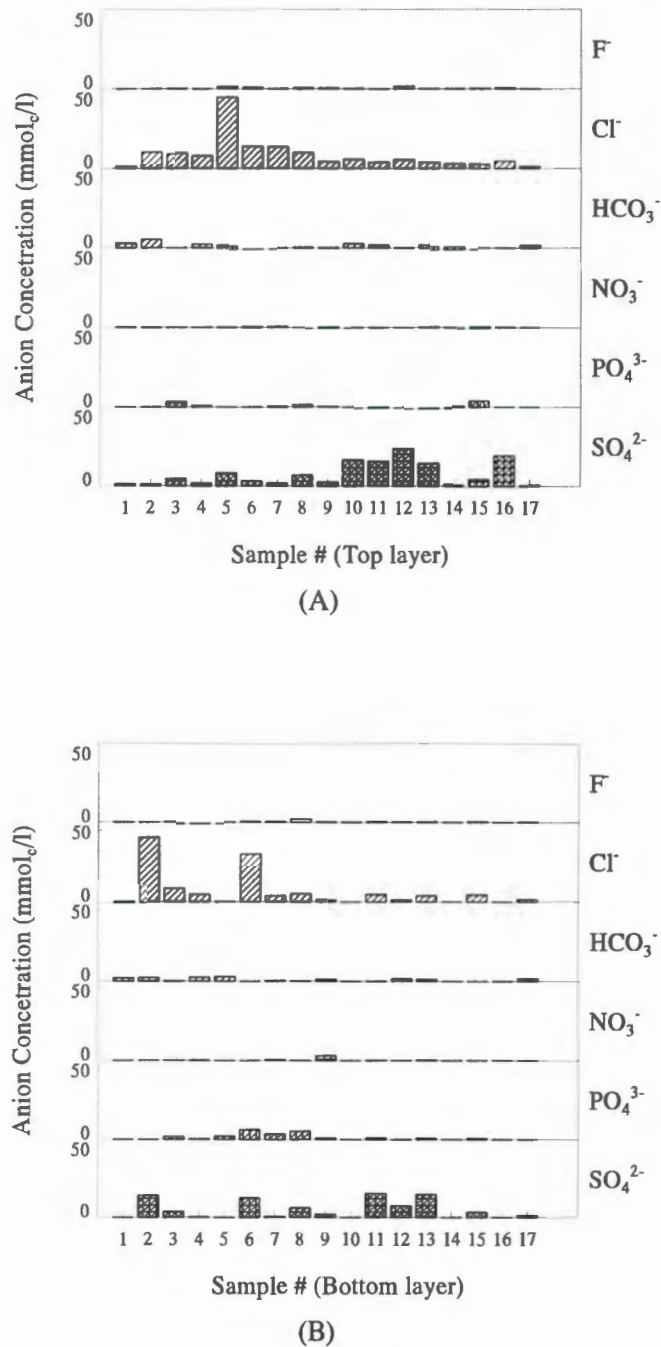 50
F-
0
50
Cl-
0
50
HCO3-
0
50
NO3-
0
50
PO43-
0
50
SO42-
0
Anion Concetration (mmolc/l)
1 2 3 4 5 6 7 8 9 10 11 12 13 14 15 16 17
Sample # (Top layer)
(A)
50
F-
0
50
Cl-
0
50
HCO3-
0
50
NO3-
0
50
PO43-
0
50
SO42-
0
Anion Concetration (mmolc/l)
1 2 3 4 5 6 7 8 9 10 11 12 13 14 15 16 17
Sample # (Bottom layer)
(B)